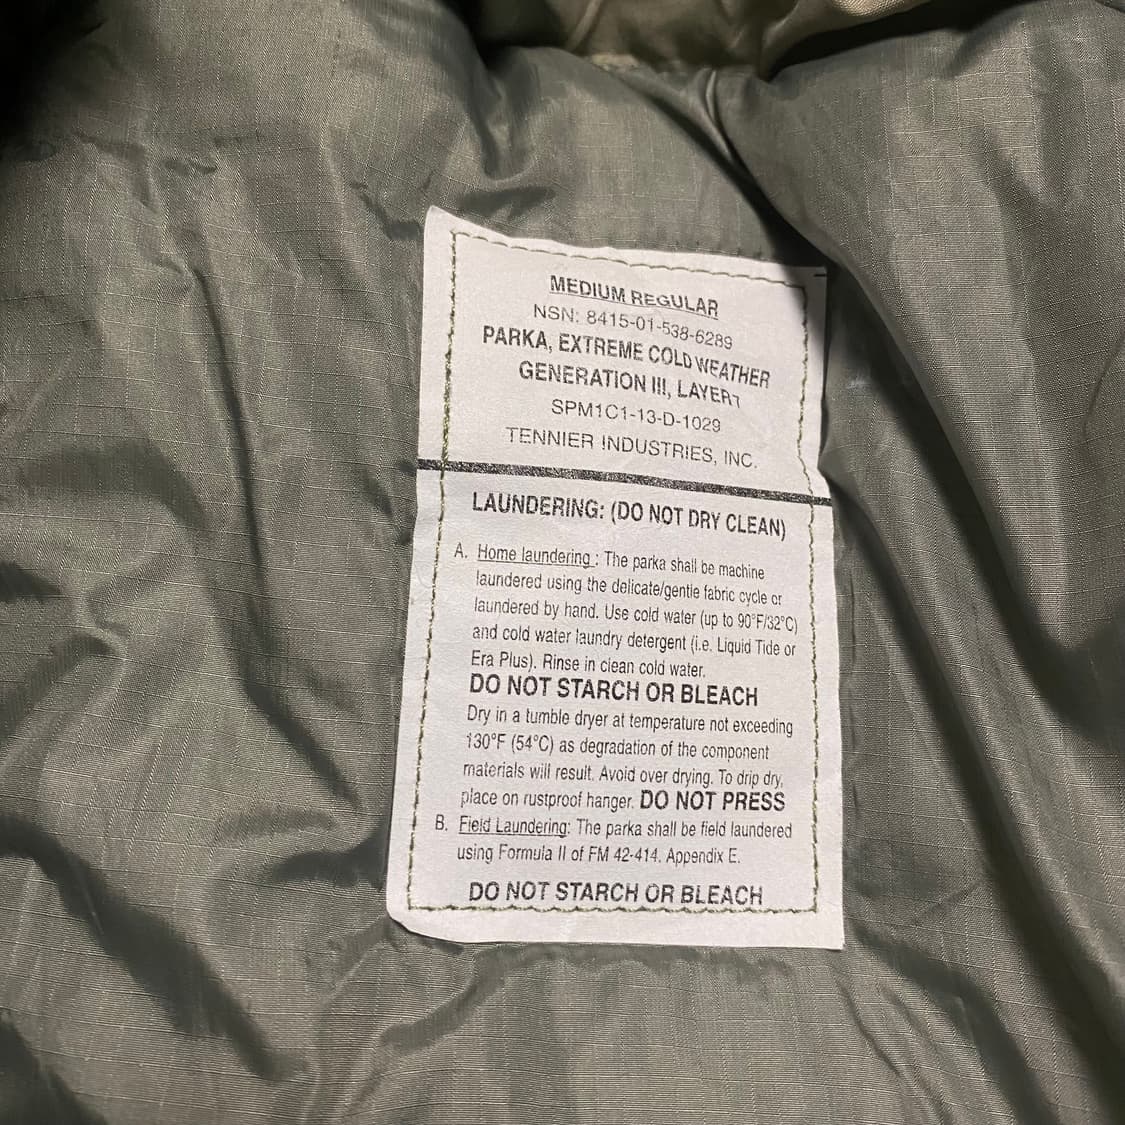 MEDIUM REGULAR
NSN: 8415-01-538-6289
PARKA, EXTREME COLD WEATHER
GENERATION III, LAYER 7
SPM1C1-13-D-1029
TENNIER INDUSTRIES, INC.
LAUNDERING: (DO NOT DRY CLEAN)
A. Home laundering : The parka shall be machine
laundered using the delicate/gentle fabric cycle or
laundered by hand. Use cold water (up to 90°F/32°C)
and cold water laundry detergent (i.e. Liquid Tide or
Era Plus). Rinse in clean cold water.
DO NOT STARCH OR BLEACH
Dry in a tumble dryer at temperature not exceeding
130°F (54°C) as degradation of the component
materials will result. Avoid over drying. To drip dry,
place on rustproof hanger. DO NOT PRESS
B. Field Laundering: The parka shall be field laundered
using Formula II of FM 42-414, Appendix E.
DO NOT STARCH OR BLEACH